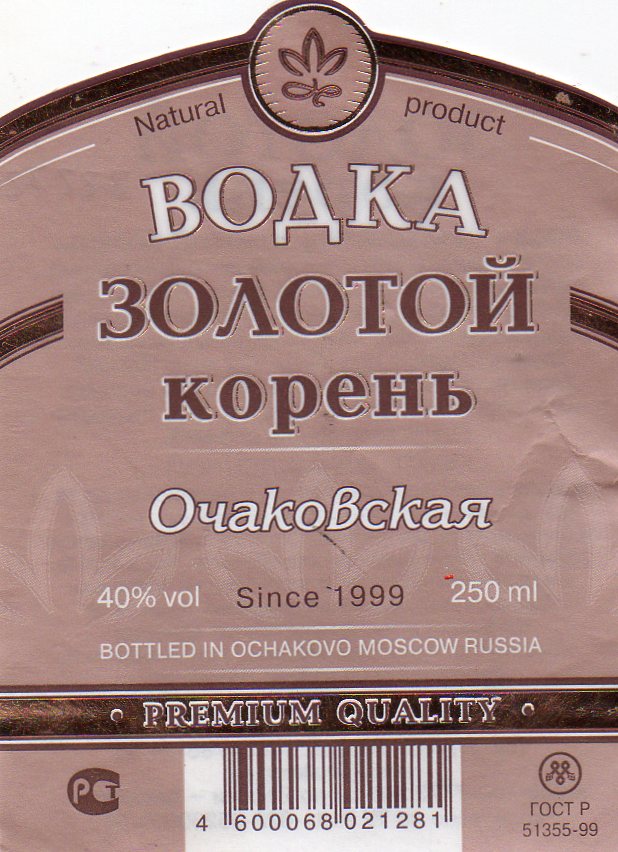 Natural product
ВОДКА
ЗОЛОТОЙ
корень
Очаковская
40% vol Since 1999 250 ml
BOTTLED IN OCHAKOVO MOSCOW RUSSIA
• PREMIUM QUALITY •
РСТ
4 600068 021281
ГОСТ Р
51355-99